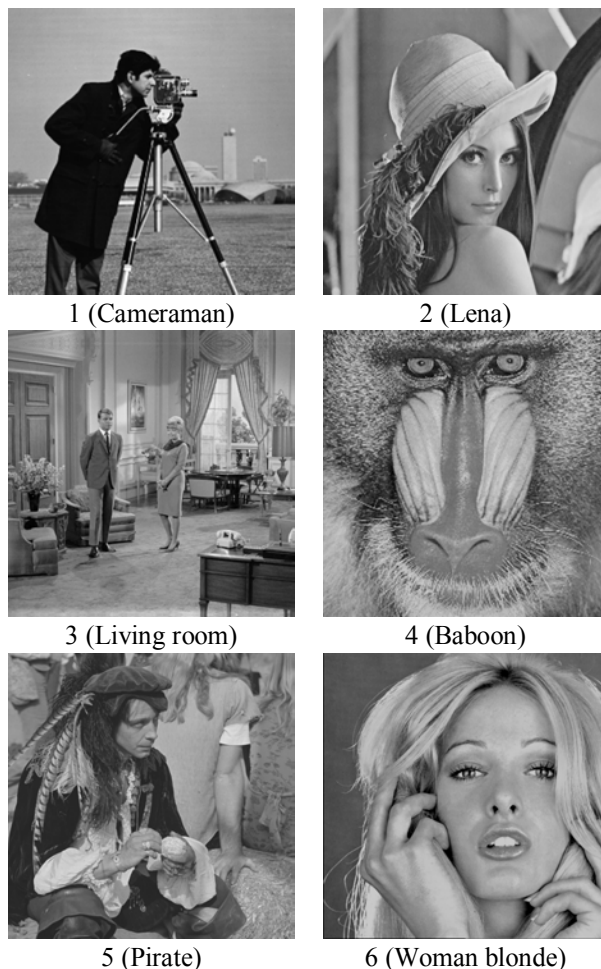 1 (Cameraman)
2 (Lena)
3 (Living room)
4 (Baboon)
5 (Pirate)
6 (Woman blonde)